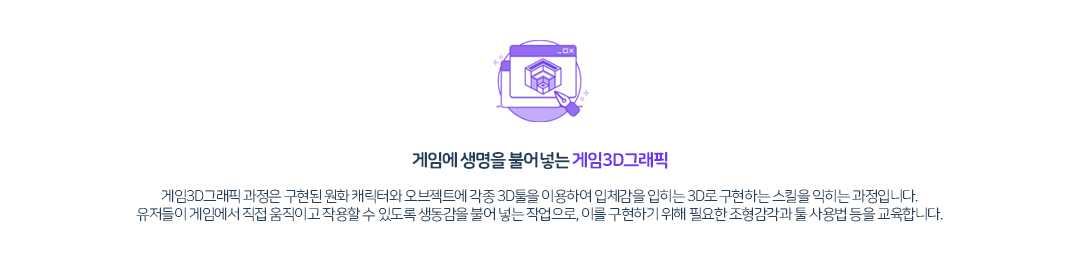 게임에 생명을 불어넣는 게임3D그래픽
게임3D그래픽 과정은 구현된 원화 캐릭터와 오브젝트에 각종 3D툴을 이용하여 입체감을 입히는 3D로 구현하는 스킬을 익히는 과정입니다.
유저들이 게임에서 직접 움직이고 작용할 수 있도록 생동감을 불어 넣는 작업으로, 이를 구현하기 위해 필요한 조형감각과 툴 사용법 등을 교육합니다.